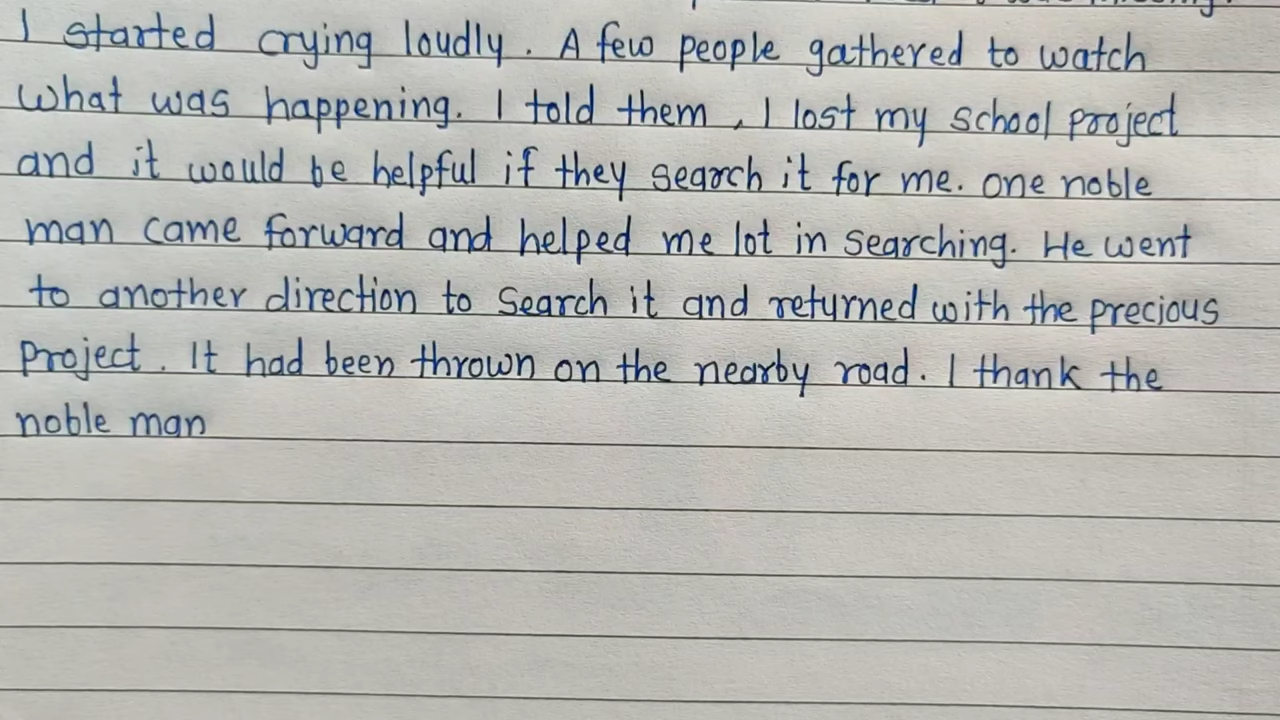 I started crying loudly. A few people gathered to watch
what was happening. I told them, I lost my school project
and it would be helpful if they search it for me. One noble
man came forward and helped me lot in searching. He went
to another direction to search it and returned with the precious
project. It had been thrown on the nearby road. I thank the
noble man